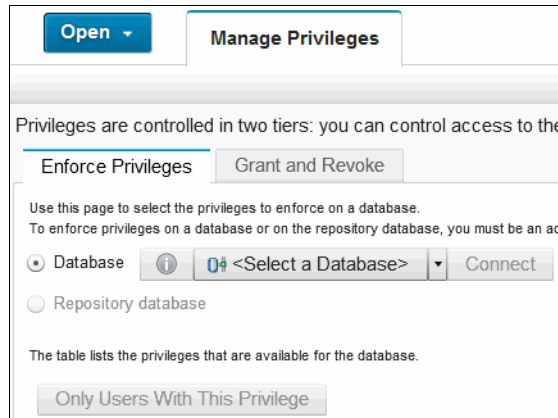 Open
Manage Privileges
Privileges are controlled in two tiers: you can control access to the
Enforce Privileges
Grant and Revoke
Use this page to select the privileges to enforce on a database.
To enforce privileges on a database or on the repository database, you must be an ad
Database
<Select a Database>
Connect
Repository database
The table lists the privileges that are available for the database.
Only Users With This Privilege